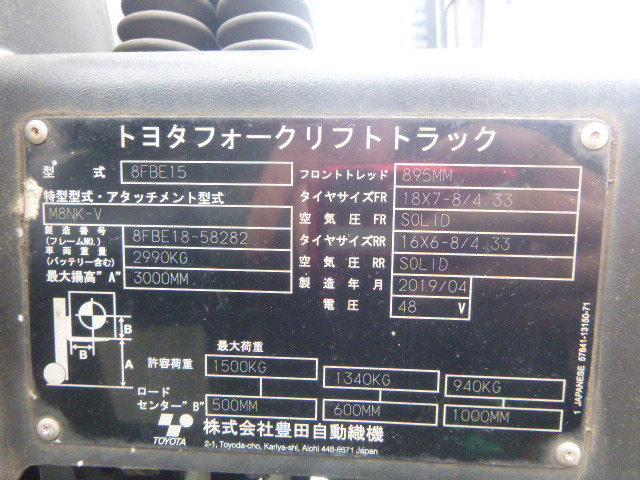 トヨタフォークリフトトラック
型 式 8FBE15
特型型式・アタッチメント型式
M8NK-V
製造番号
(フレームNO.) 8FBE18-58282
車両重量
(バッテリー含む) 2990KG
最大揚高"A" 3000MM
フロントトレッド 895MM
タイヤサイズFR 18X7-8/4.33
空気圧FR SOLID
タイヤサイズRR 16X6-8/4.33
空気圧RR SOLID
製造年月 2019/04
電圧 48 V
B
B
A
最大荷重
許容荷重 1500KG 1340KG 940KG
ロード
センター"B" 500MM 600MM 1000MM
TOYOTA
株式会社豊田自動織機
2-1, Toyoda-cho, Kariya-shi, Aichi 448-8671 Japan
1 JAPANESE 57841-13150-71